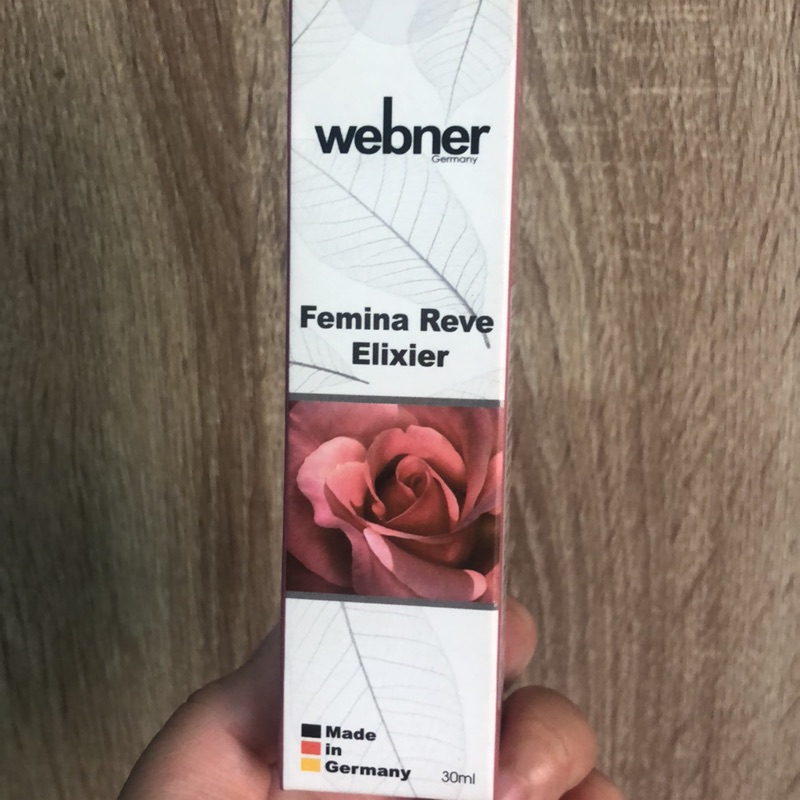 webner
Germany
Femina Reve
Elixier
Made
in
Germany
30ml